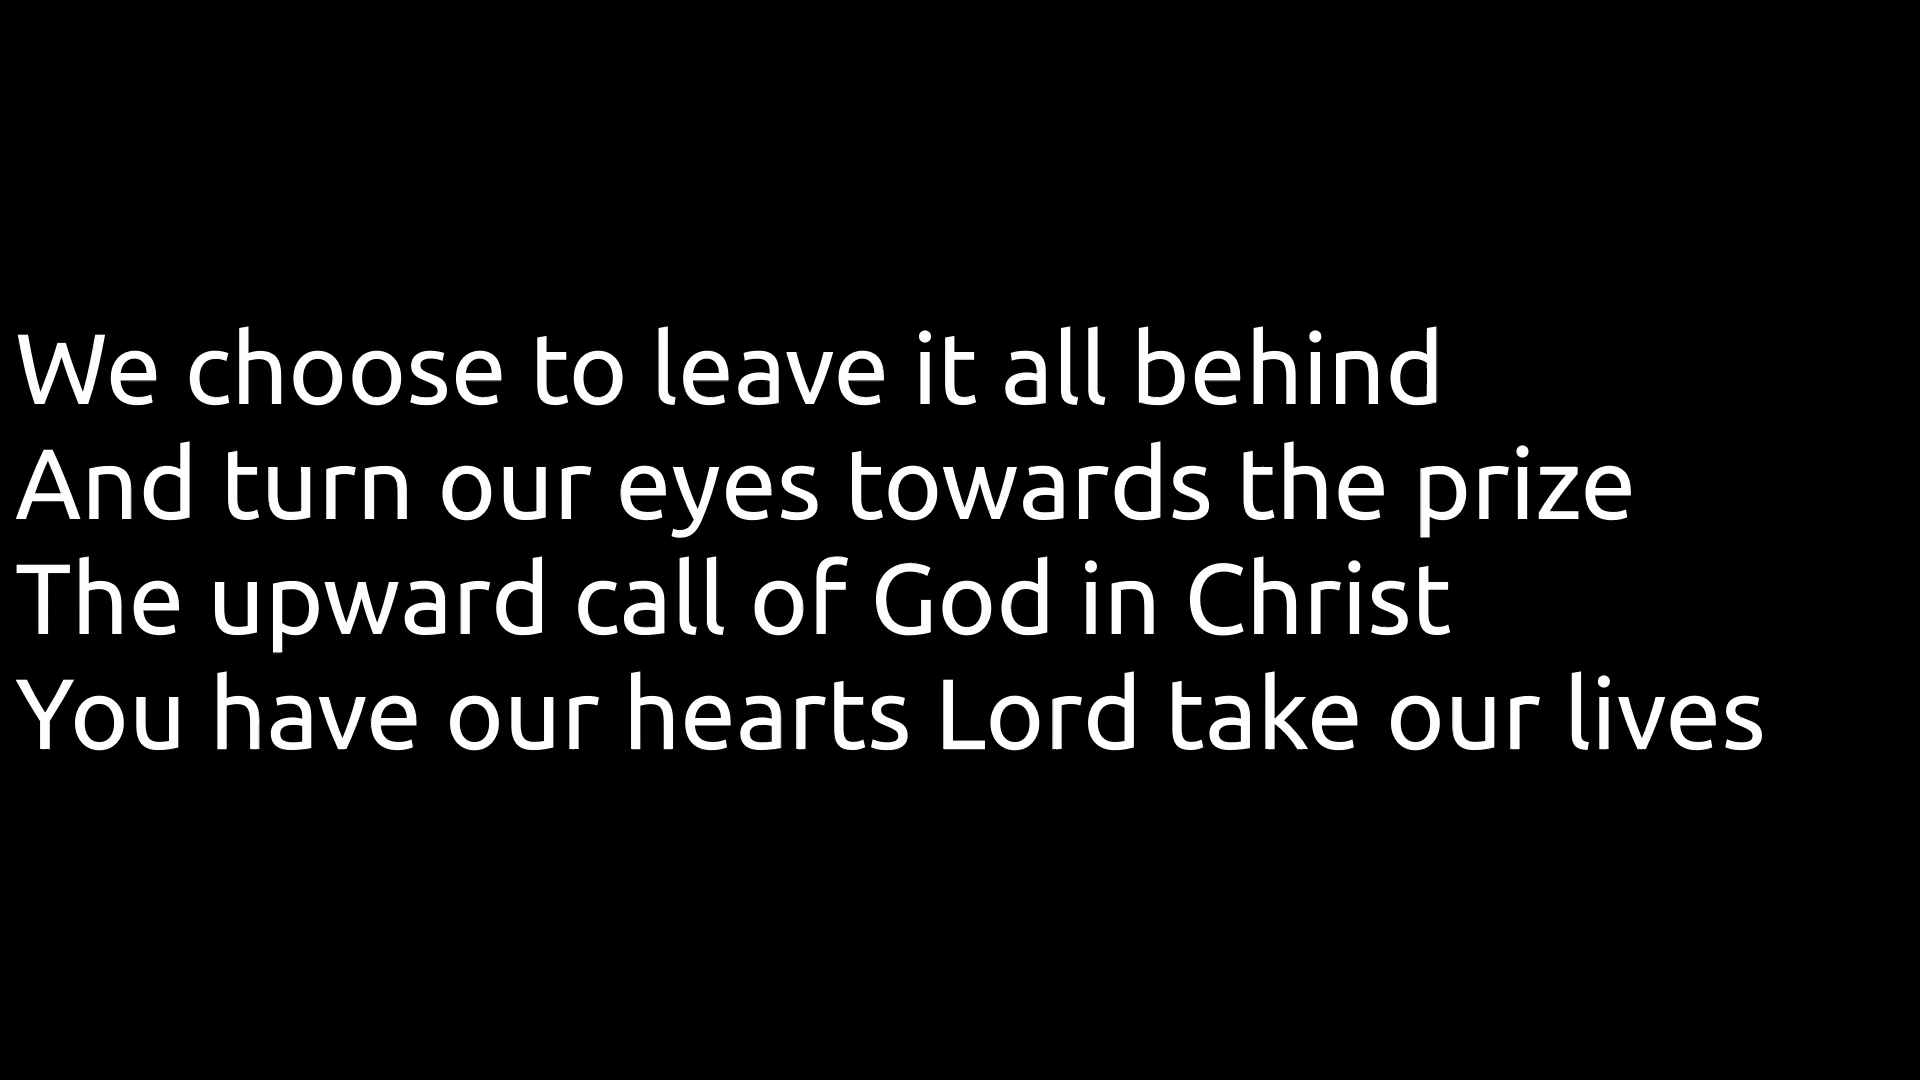 We choose to leave it all behind
And turn our eyes towards the prize
The upward call of God in Christ
You have our hearts Lord take our lives